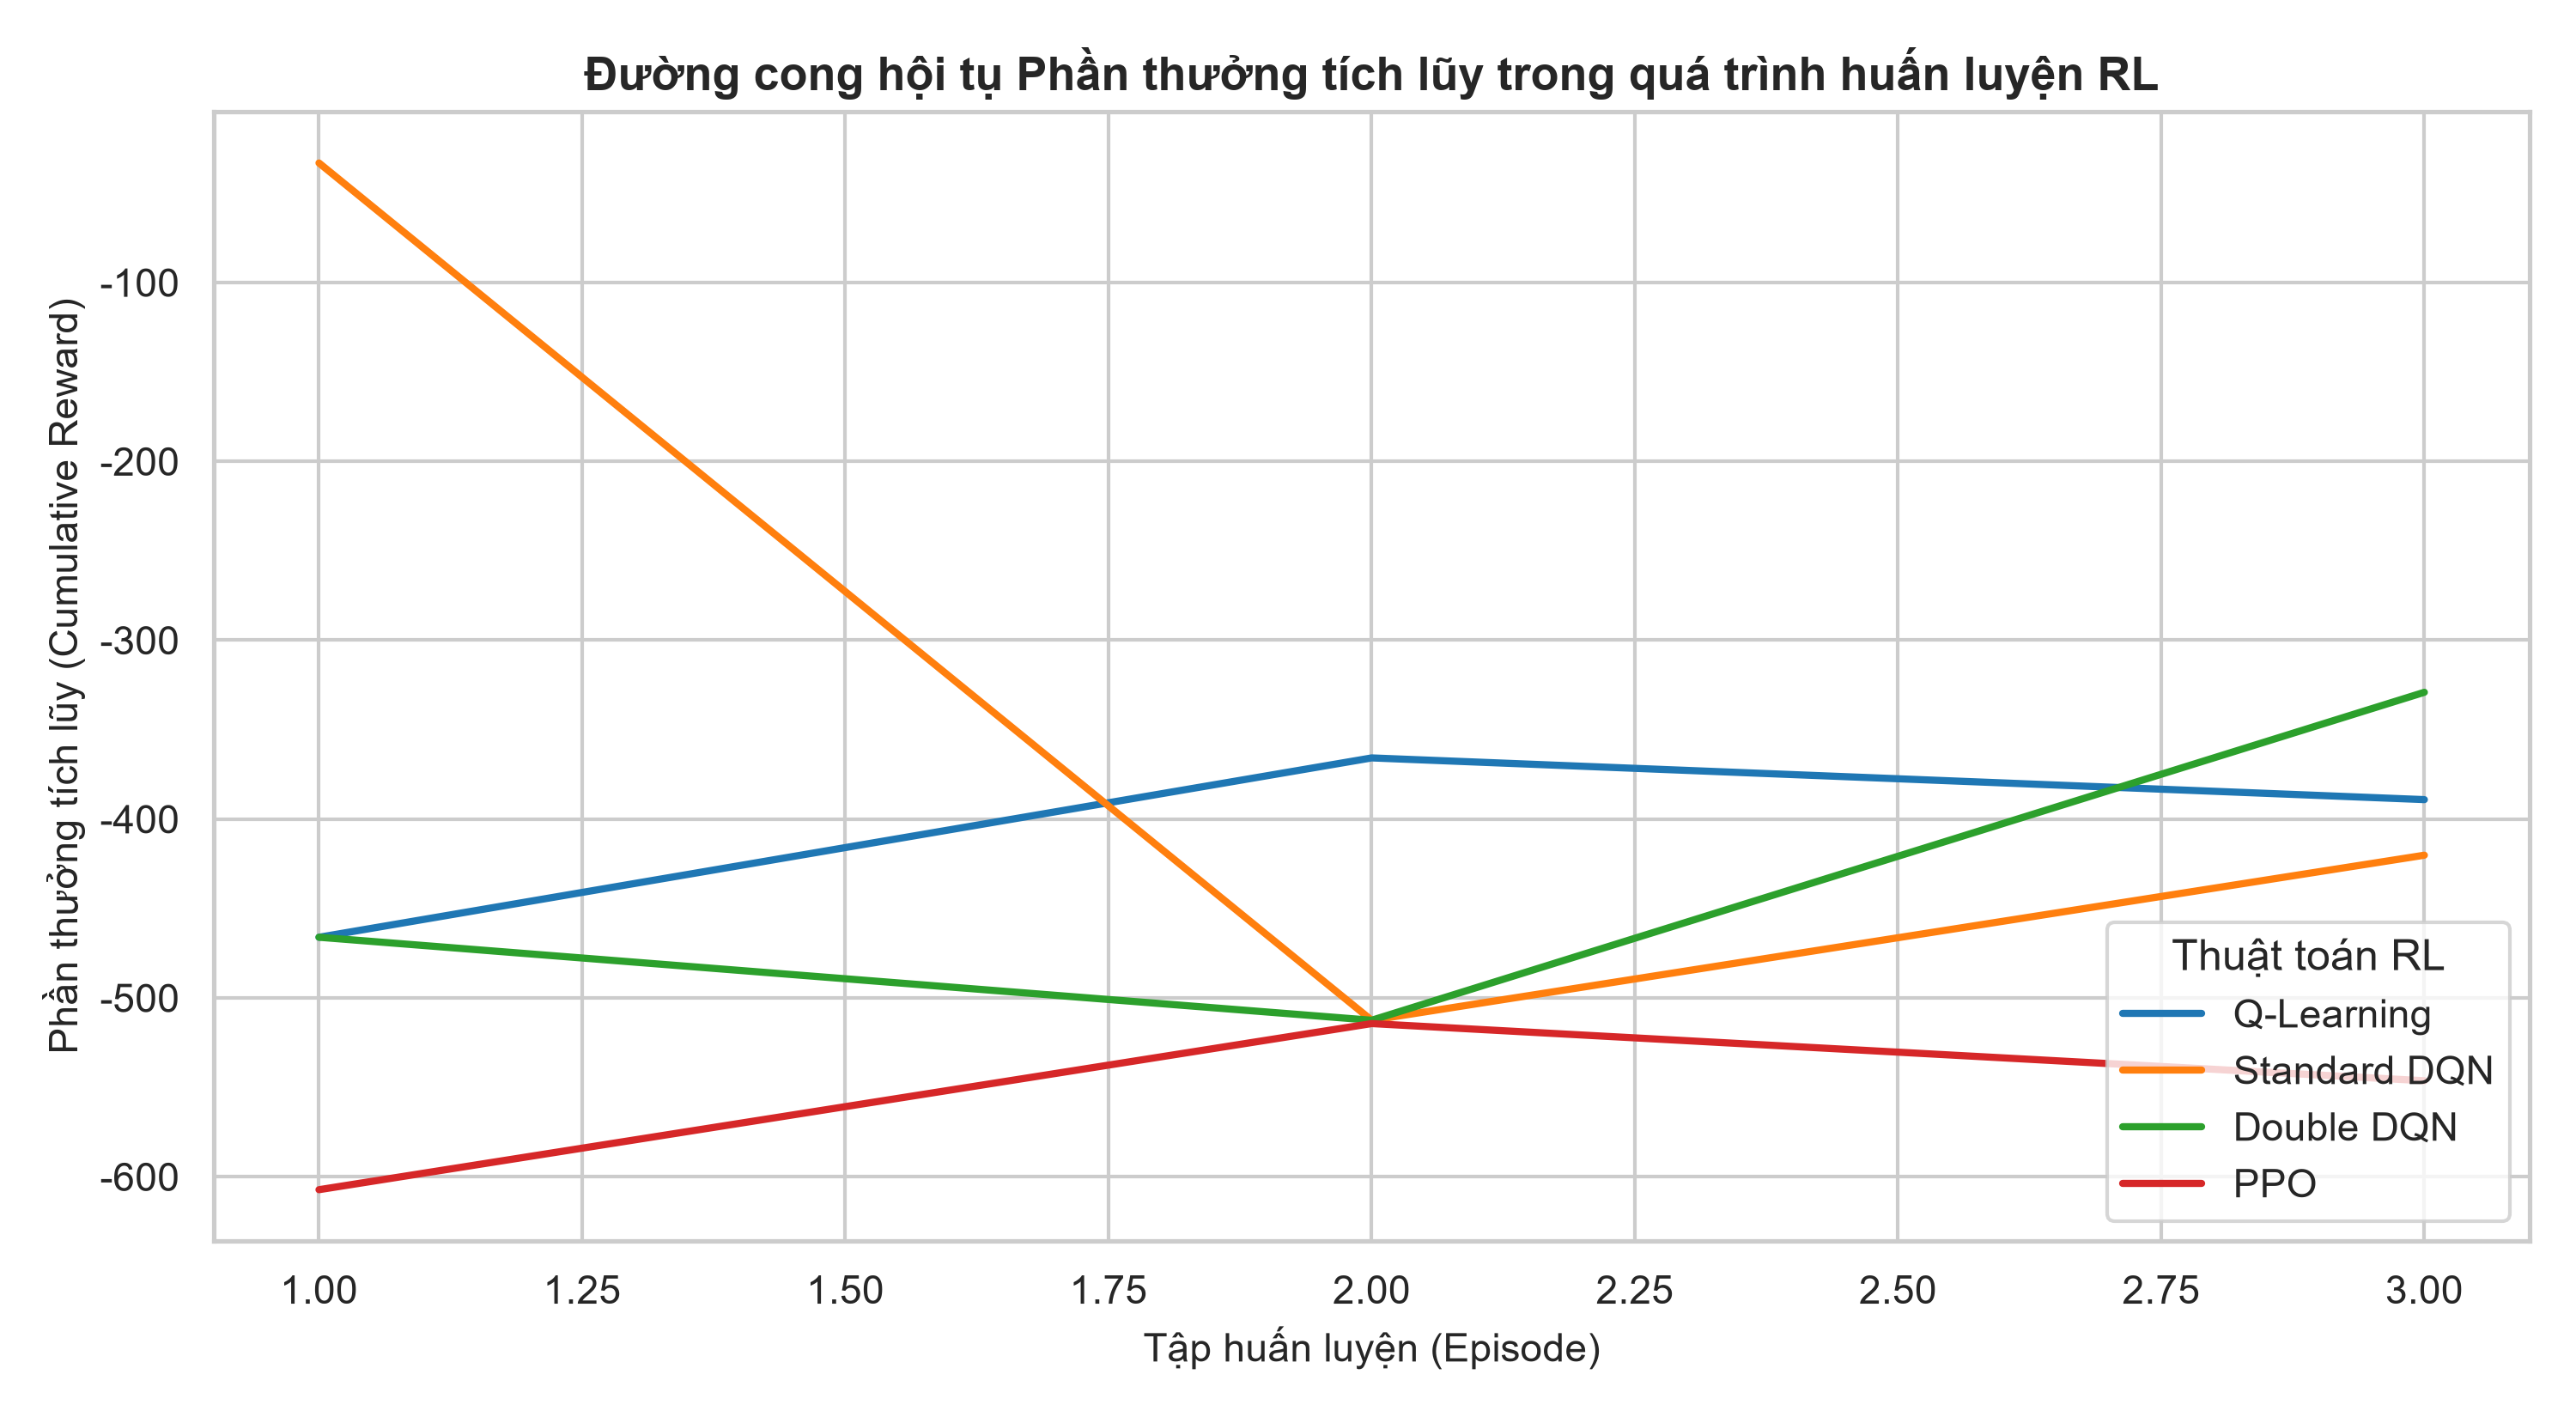 Đường cong hội tụ Phần thưởng tích lũy trong quá trình huấn luyện RL
Phần thưởng tích lũy (Cumulative Reward)
-100
-200
-300
-400
-500
-600
Thuật toán RL
Q-Learning
Standard DQN
Double DQN
PPO
1.00 1.25 1.50 1.75 2.00 2.25 2.50 2.75 3.00
Tập huấn luyện (Episode)